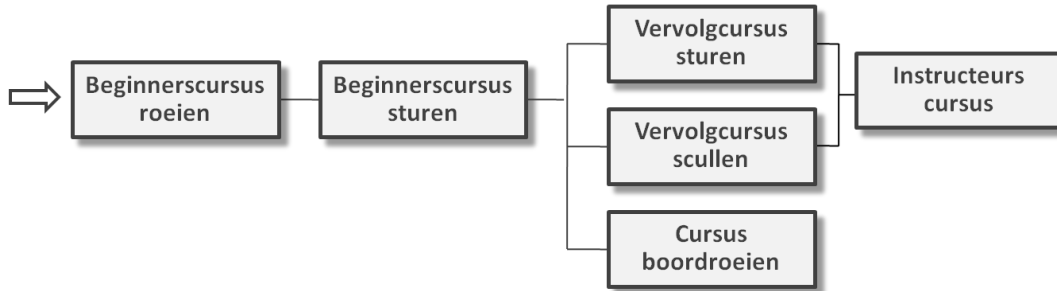 Beginnerscursus
roeien
Beginnerscursus
sturen
Vervolgcursus
sturen
Vervolgcursus
scullen
Cursus
boordroeien
Instructeurs
cursus